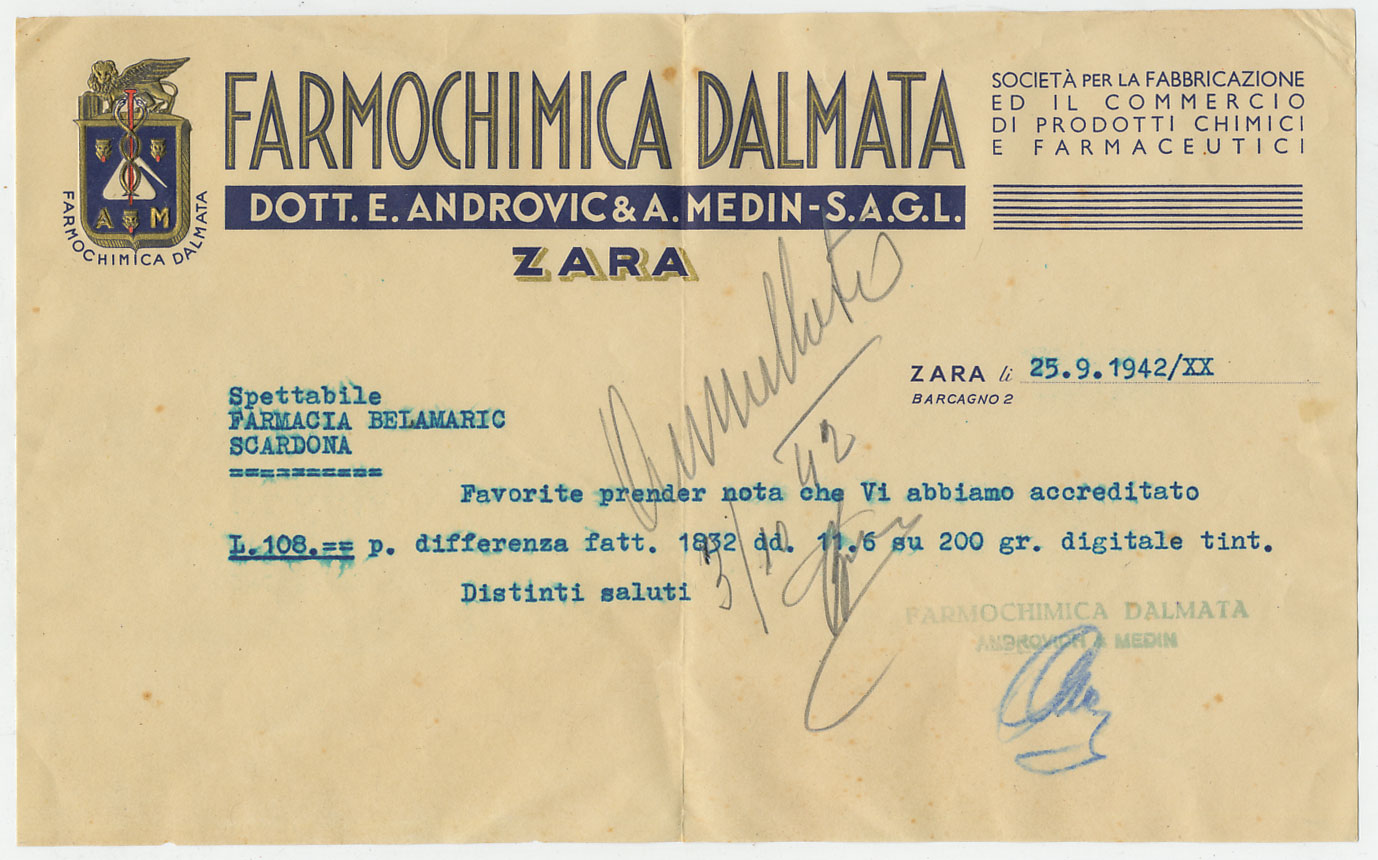 FARMOCHIMICA DALMATA
A M
FARMOCHIMICA DALMATA
DOTT. E. ANDROVIC & A. MEDIN - S.A.G.L.
ZARA
SOCIETÀ PER LA FABBRICAZIONE
ED IL COMMERCIO
DI PRODOTTI CHIMICI
E FARMACEUTICI
ZARA li 25.9.1942/XX
BARCAGNO 2
Spettabile
FARMACIA BELAMARIC
SCARDONA
==========
Favorite prender nota che Vi abbiamo accreditato
L.108.== p. differenza fatt. 1832 dd. 11.6 su 200 gr. digitale tint.
Distinti saluti
3/10 42
FARMOCHIMICA DALMATA
ANDROVICH & MEDIN